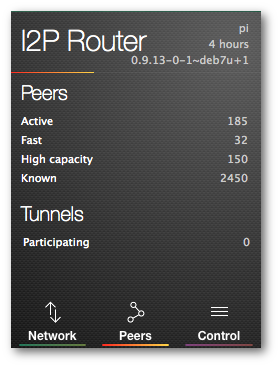 I2P Router
pi
4 hours
0.9.13-0-1~deb7u+1
Peers
Active 185
Fast 32
High capacity 150
Known 2450
Tunnels
Participating 0
Network Peers Control